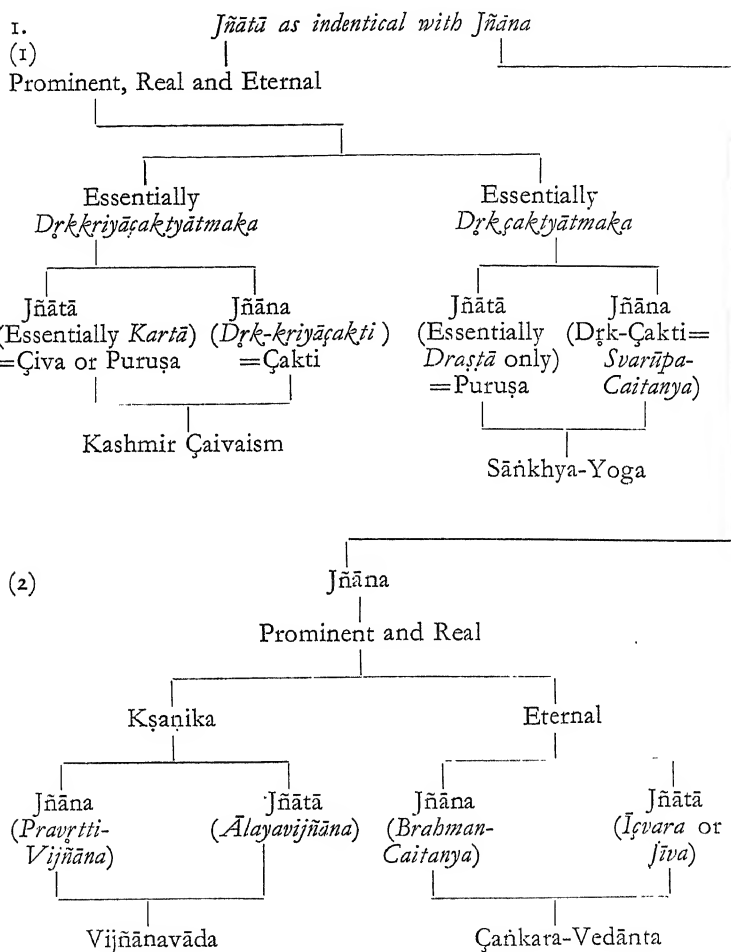 1.
Jñātā as indentical with Jñāna
(1)
Prominent, Real and Eternal
Essentially
Dṛkkriyāçaktyātmaka
Essentially
Dṛkçaktyātmaka
Jñātā
(Essentially Kartā)
=Çiva or Puruṣa
Jñāna
(Dṛk-kriyāçakti)
=Çakti
Jñātā
(Essentially
Draṣṭā only)
=Puruṣa
Jñāna
(Dṛk-Çakti=
Svarūpa-
Caitanya)
Kashmir Çaivaism
Sāṅkhya-Yoga
(2)
Jñāna
Prominent and Real
Kṣaṇika
Eternal
Jñāna
(Pravṛtti-
Vijñāna)
Jñātā
(Ālayavijñāna)
Jñāna
(Brahman-
Caitanya)
Jñātā
(Īçvara or
Jīva)
Vijñānavāda
Çaṅkara-Vedānta